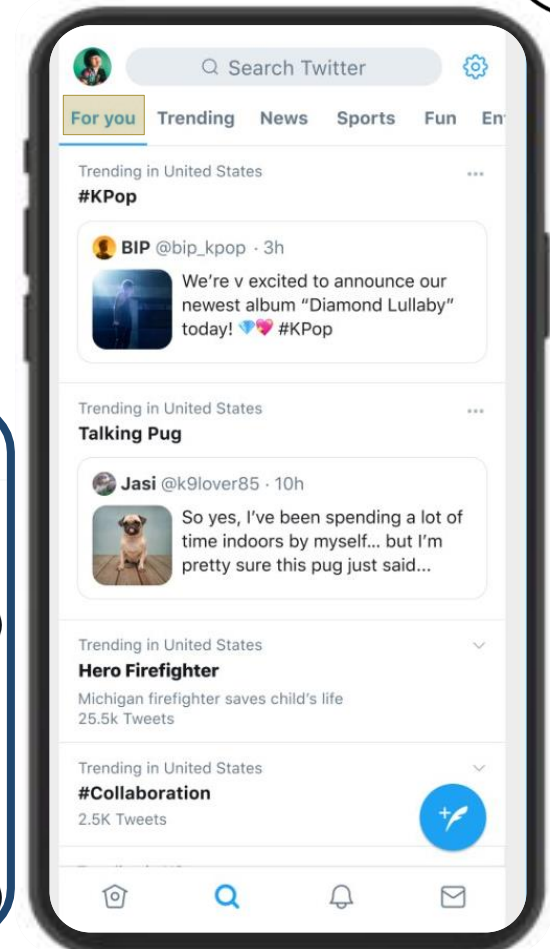 Search Twitter
For you Trending News Sports Fun
Trending in United States
#KPop
BIP @bip_kpop · 3h
We're v excited to announce our
newest album "Diamond Lullaby"
today! 💎💖 #KPop
Trending in United States
Talking Pug
Jasi @k9lover85 · 10h
So yes, I've been spending a lot of
time indoors by myself... but I'm
pretty sure this pug just said...
Trending in United States
Hero Firefighter
Michigan firefighter saves child's life
25.5k Tweets
Trending in United States
#Collaboration
2.5K Tweets